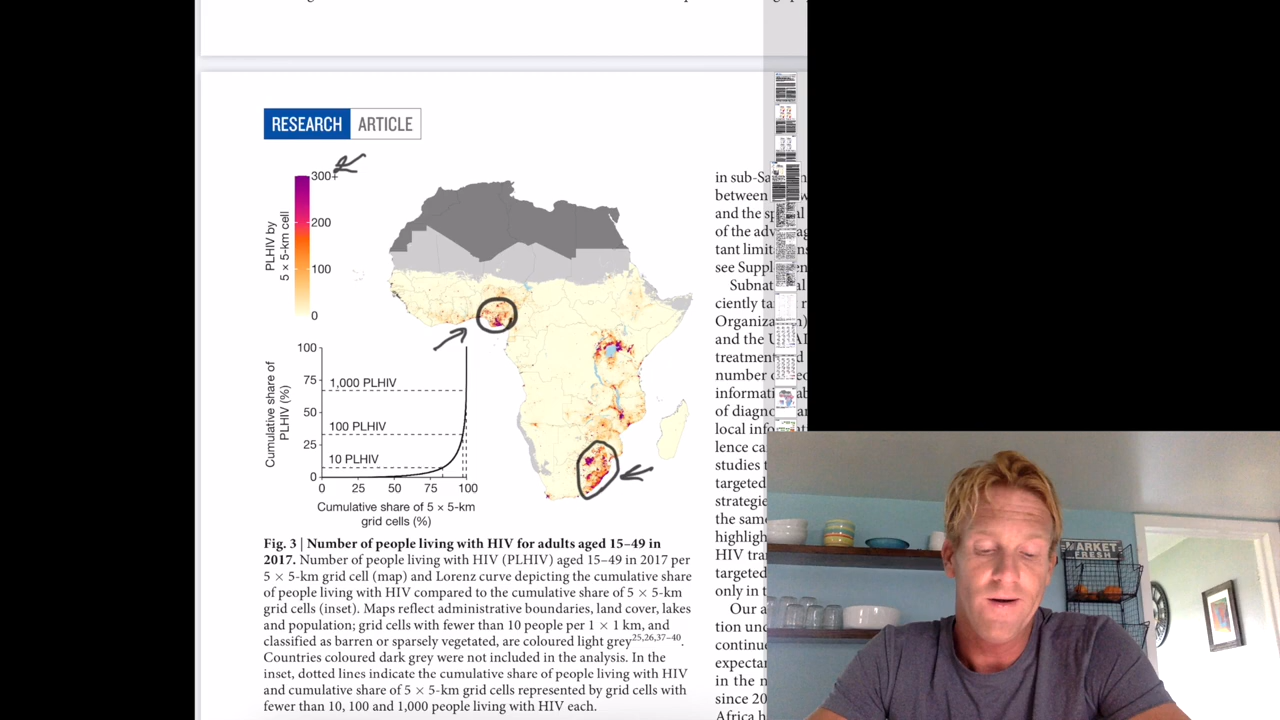 RESEARCH ARTICLE
300+
200
100
0
PLHIV by
5 × 5-km cell
100
75
50
25
0
Cumulative share of
PLHIV (%)
1,000 PLHIV
100 PLHIV
10 PLHIV
0 25 50 75 100
Cumulative share of 5 × 5-km
grid cells (%)
Fig. 3 | Number of people living with HIV for adults aged 15–49 in
2017. Number of people living with HIV (PLHIV) aged 15–49 in 2017 per
5 × 5-km grid cell (map) and Lorenz curve depicting the cumulative share
of people living with HIV compared to the cumulative share of 5 × 5-km
grid cells (inset). Maps reflect administrative boundaries, land cover, lakes
and population; grid cells with fewer than 10 people per 1 × 1 km, and
classified as barren or sparsely vegetated, are coloured light grey25,26,37–40.
Countries coloured dark grey were not included in the analysis. In the
inset, dotted lines indicate the cumulative share of people living with HIV
and cumulative share of 5 × 5-km grid cells represented by grid cells with
fewer than 10, 100 and 1,000 people living with HIV each.
in sub-Sa
between
and the sp
of the adv
tant limit
see Suppl
Subnat
ciently ta
Organiza
and the U
treatment
number
informati
of diagn
local info
lence ca
studies
targeted
strategie
the same
highligh
HIV tra
targeted
only in t
Our a
tion und
continue
expectan
in the n
since 20
Africa h
MARKET
FRESH